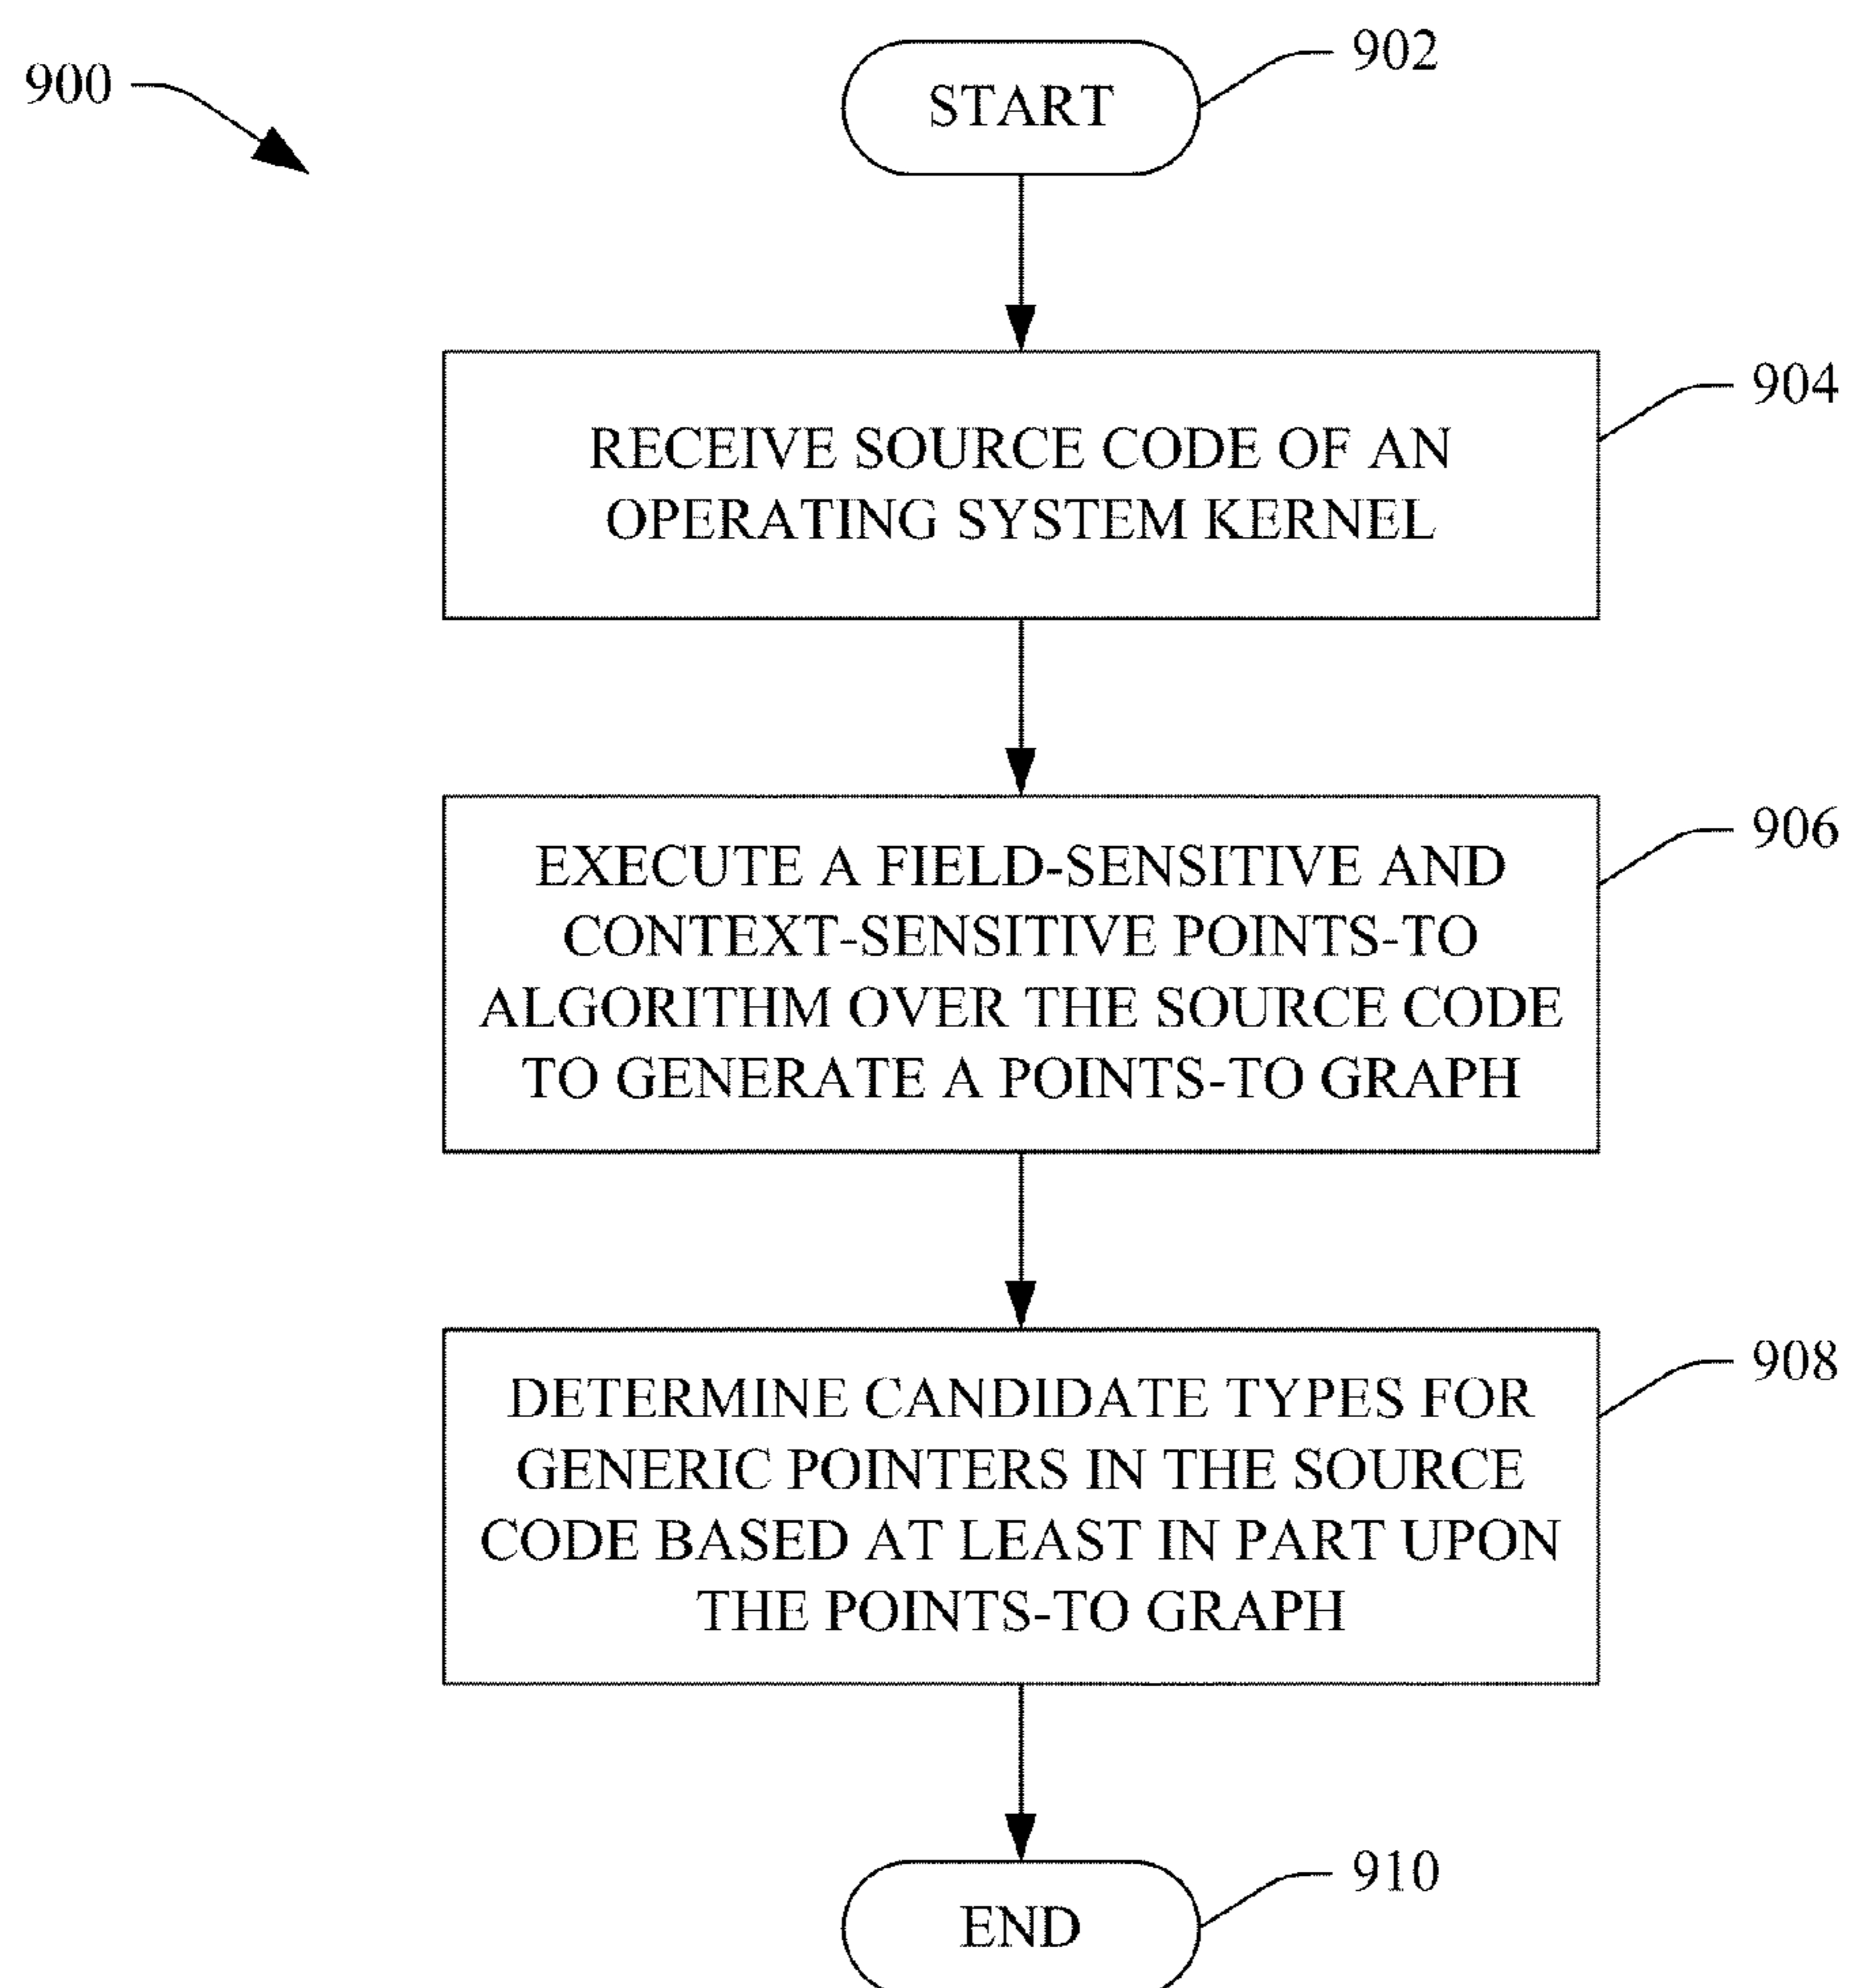 900
START
902
RECEIVE SOURCE CODE OF AN
OPERATING SYSTEM KERNEL
904
EXECUTE A FIELD-SENSITIVE AND
CONTEXT-SENSITIVE POINTS-TO
ALGORITHM OVER THE SOURCE CODE
TO GENERATE A POINTS-TO GRAPH
906
DETERMINE CANDIDATE TYPES FOR
GENERIC POINTERS IN THE SOURCE
CODE BASED AT LEAST IN PART UPON
THE POINTS-TO GRAPH
908
END
910